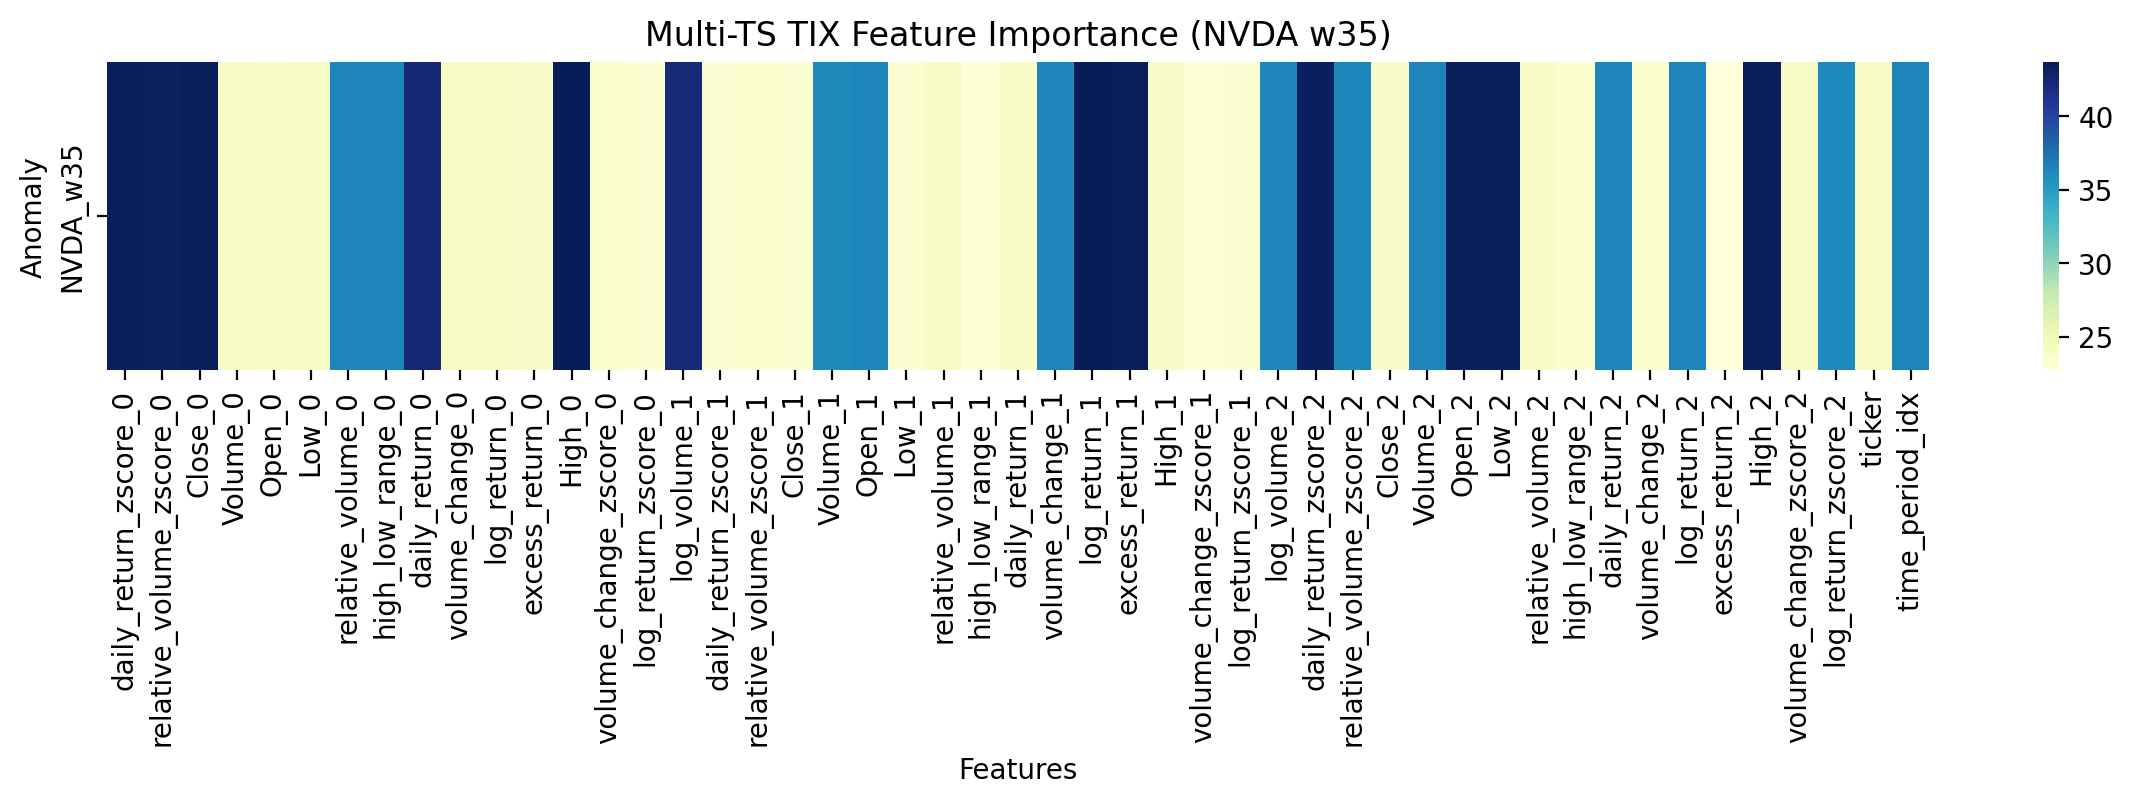 Multi-TS TIX Feature Importance (NVDA w35)
Anomaly
NVDA_w35
daily_return_zscore_0
relative_volume_zscore_0
Close_0
Volume_0
Open_0
Low_0
relative_volume_0
high_low_range_0
daily_return_0
volume_change_0
log_return_0
excess_return_0
High_0
volume_change_zscore_0
log_return_zscore_0
log_volume_1
daily_return_zscore_1
relative_volume_zscore_1
Close_1
Volume_1
Open_1
Low_1
relative_volume_1
high_low_range_1
daily_return_1
volume_change_1
log_return_1
excess_return_1
High_1
volume_change_zscore_1
log_return_zscore_1
log_volume_2
daily_return_zscore_2
relative_volume_zscore_2
Close_2
Volume_2
Open_2
Low_2
relative_volume_2
high_low_range_2
daily_return_2
volume_change_2
log_return_2
excess_return_2
High_2
volume_change_zscore_2
log_return_zscore_2
ticker
time_period_idx
Features
40
35
30
25